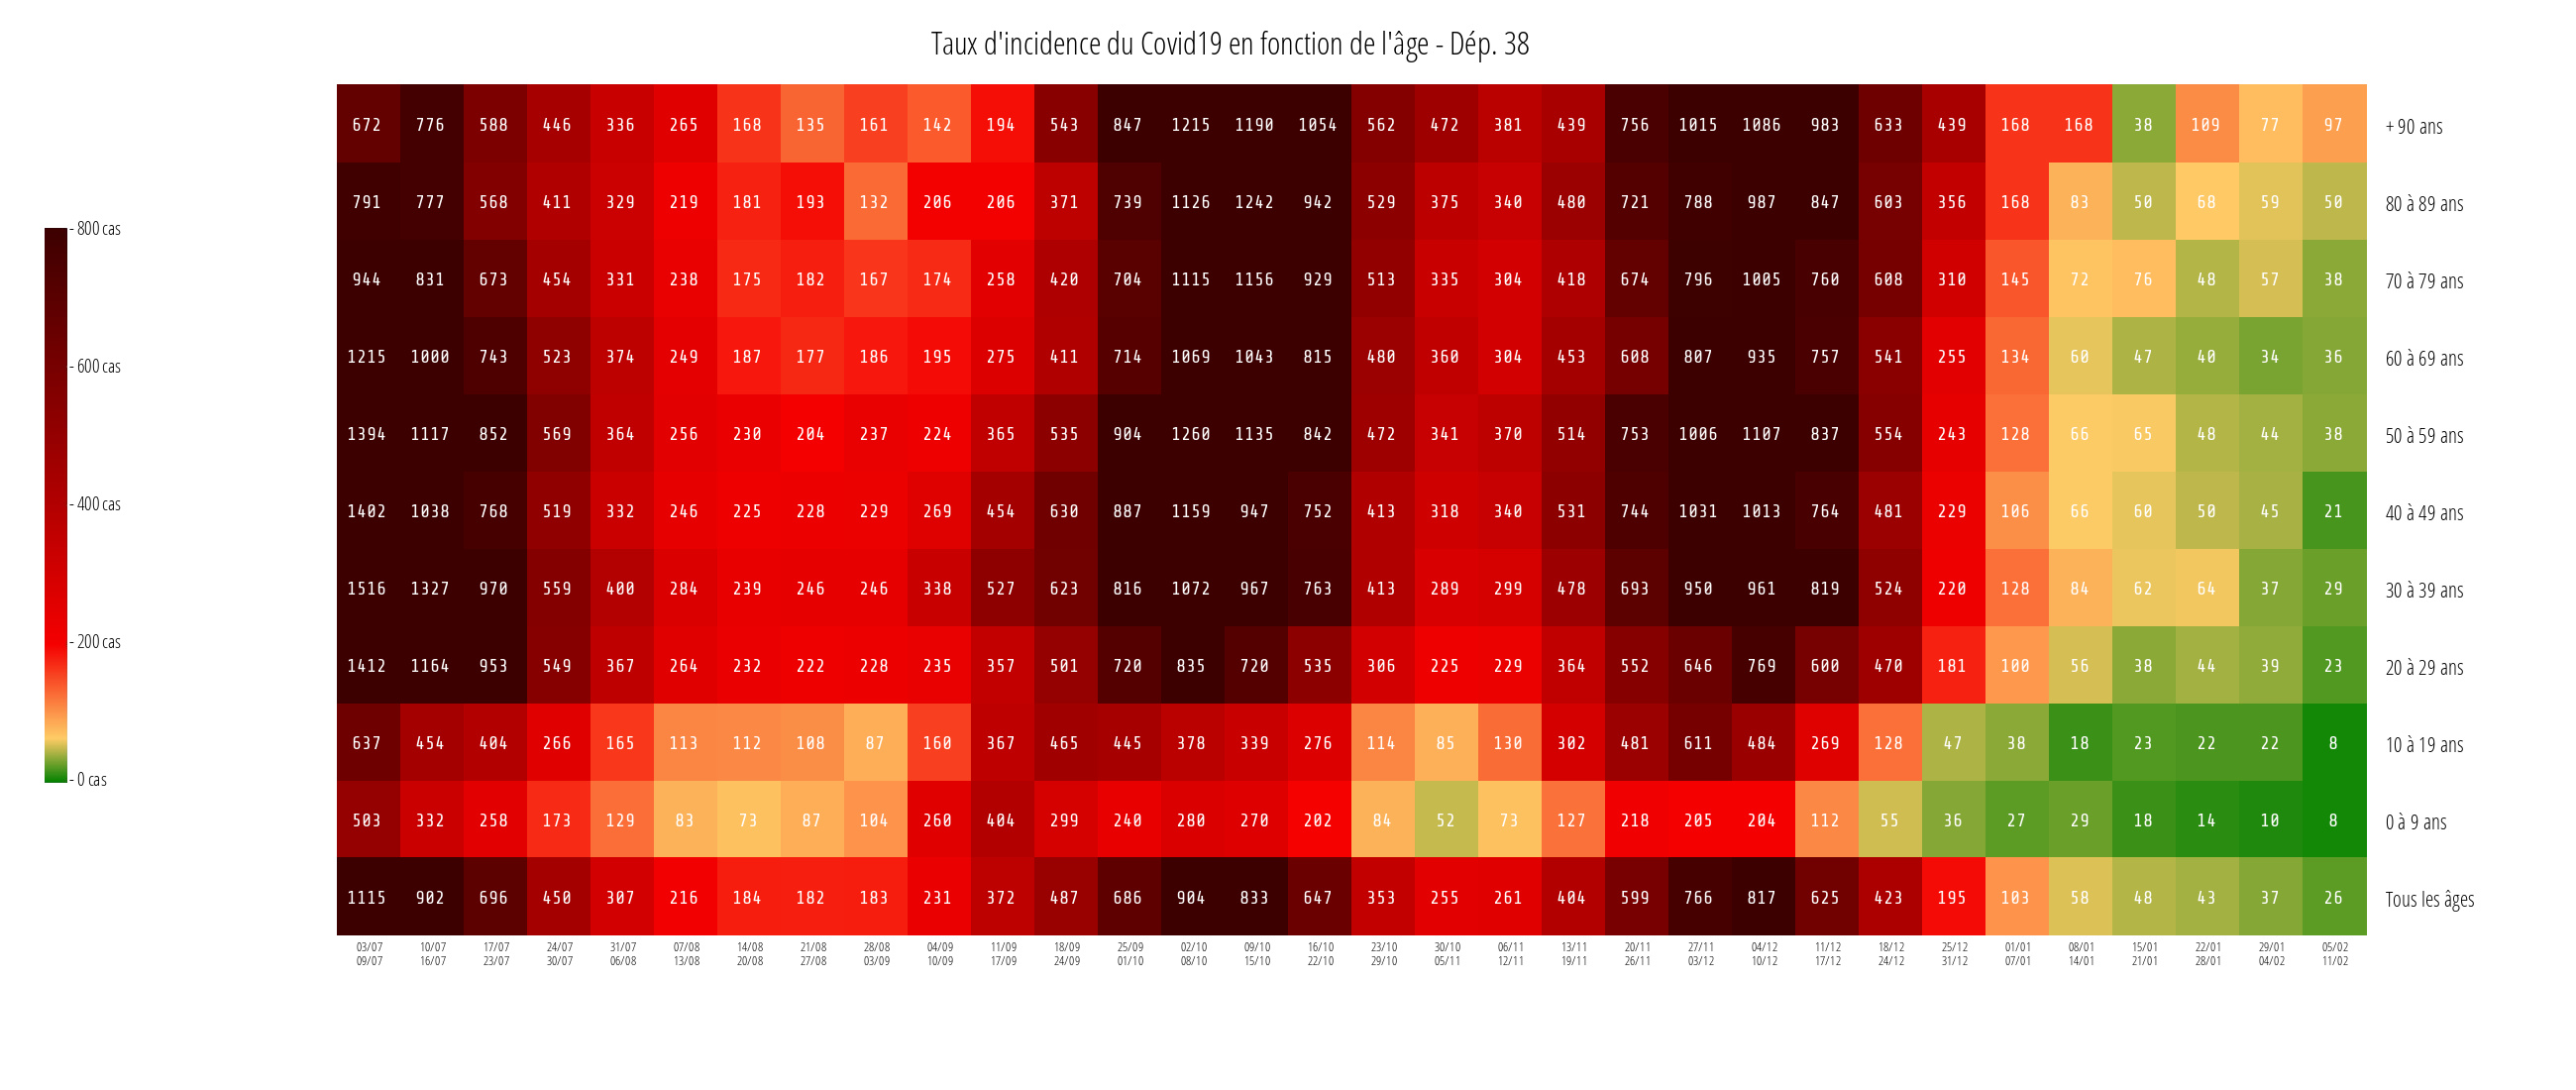 Taux d'incidence du Covid19 en fonction de l'âge - Dép. 38
- 800 cas
- 600 cas
- 400 cas
- 200 cas
- 0 cas
672 776 588 446 336 265 168 135 161 142 194 543 847 1215 1190 1054 562 472 381 439 756 1015 1086 983 633 439 168 168 38 109 77 97 + 90 ans
791 777 568 411 329 219 181 193 132 206 206 371 739 1126 1242 942 529 375 340 480 721 788 987 847 603 356 168 83 50 68 59 50 80 à 89 ans
944 831 673 454 331 238 175 182 167 174 258 420 704 1115 1156 929 513 335 304 418 674 796 1005 760 608 310 145 72 76 48 57 38 70 à 79 ans
1215 1000 743 523 374 249 187 177 186 195 275 411 714 1069 1043 815 480 360 304 453 608 807 935 757 541 255 134 60 47 40 34 36 60 à 69 ans
1394 1117 852 569 364 256 230 204 237 224 365 535 904 1260 1135 842 472 341 370 514 753 1006 1107 837 554 243 128 66 65 48 44 38 50 à 59 ans
1402 1038 768 519 332 246 225 228 229 269 454 630 887 1159 947 752 413 318 340 531 744 1031 1013 764 481 229 106 66 60 50 45 21 40 à 49 ans
1516 1327 970 559 400 284 239 246 246 338 527 623 816 1072 967 763 413 289 299 478 693 950 961 819 524 220 128 84 62 64 37 29 30 à 39 ans
1412 1164 953 549 367 264 232 222 228 235 357 501 720 835 720 535 306 225 229 364 552 646 769 600 470 181 100 56 38 44 39 23 20 à 29 ans
637 454 404 266 165 113 112 108 87 160 367 465 445 378 339 276 114 85 130 302 481 611 484 269 128 47 38 18 23 22 22 8 10 à 19 ans
503 332 258 173 129 83 73 87 104 260 404 299 240 280 270 202 84 52 73 127 218 205 204 112 55 36 27 29 18 14 10 8 0 à 9 ans
1115 902 696 450 307 216 184 182 183 231 372 487 686 904 833 647 353 255 261 404 599 766 817 625 423 195 103 58 48 43 37 26 Tous les âges
03/07 10/07 17/07 24/07 31/07 07/08 14/08 21/08 28/08 04/09 11/09 18/09 25/09 02/10 09/10 16/10 23/10 30/10 06/11 13/11 20/11 27/11 04/12 11/12 18/12 25/12 01/01 08/01 15/01 22/01 29/01 05/02
09/07 16/07 23/07 30/07 06/08 13/08 20/08 27/08 03/09 10/09 17/09 24/09 01/10 08/10 15/10 22/10 29/10 05/11 12/11 19/11 26/11 03/12 10/12 17/12 24/12 31/12 07/01 14/01 21/01 28/01 04/02 11/02